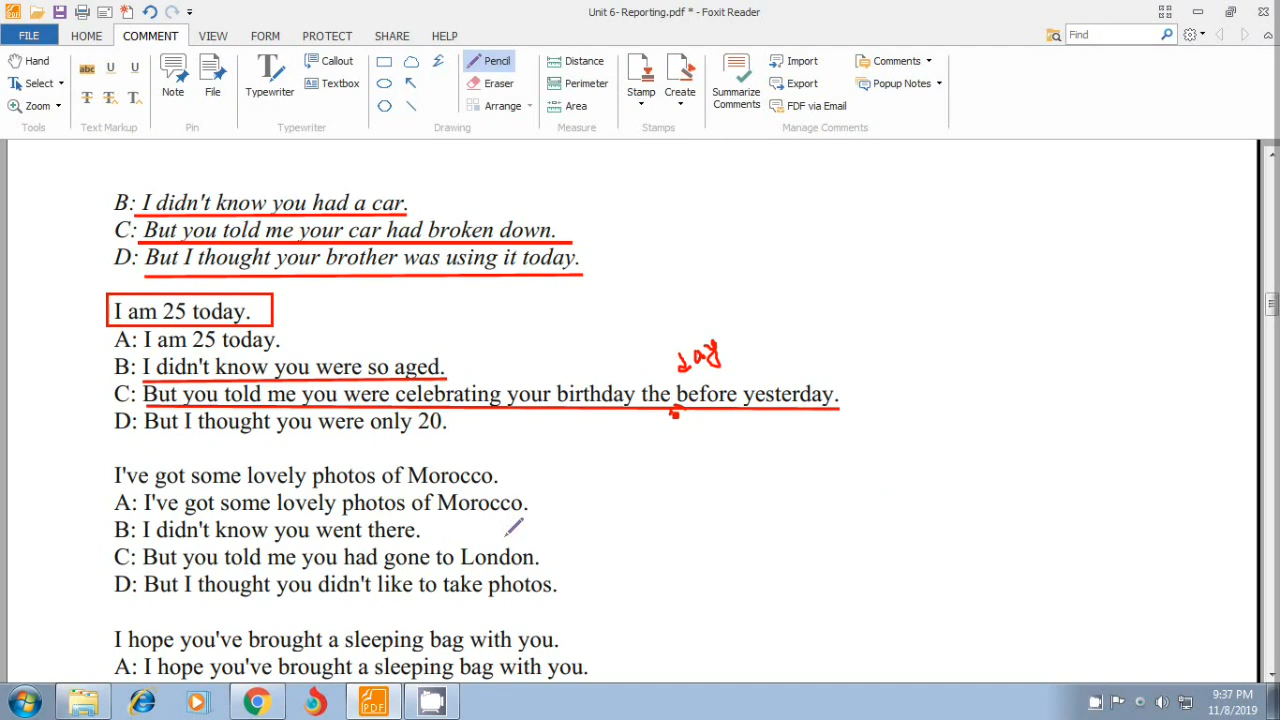 Unit 6- Reporting.pdf * - Foxit Reader
FILE HOME COMMENT VIEW FORM PROTECT SHARE HELP
Find
Hand
Select
Zoom
Tools
abc U U
T T T
Text Markup
Note
File
Pin
Typewriter
Callout
Textbox
Typewriter
Pencil
Eraser
Arrange
Drawing
Distance
Perimeter
Area
Measure
Stamp
Create
Stamps
Summarize
Comments
Import
Export
FDF via Email
Comments
Popup Notes
Manage Comments
B: I didn't know you had a car.
C: But you told me your car had broken down.
D: But I thought your brother was using it today.
I am 25 today.
A: I am 25 today.
B: I didn't know you were so aged.
day
C: But you told me you were celebrating your birthday the before yesterday.
D: But I thought you were only 20.
I've got some lovely photos of Morocco.
A: I've got some lovely photos of Morocco.
B: I didn't know you went there.
C: But you told me you had gone to London.
D: But I thought you didn't like to take photos.
I hope you've brought a sleeping bag with you.
A: I hope you've brought a sleeping bag with you.
9:37 PM
11/8/2019